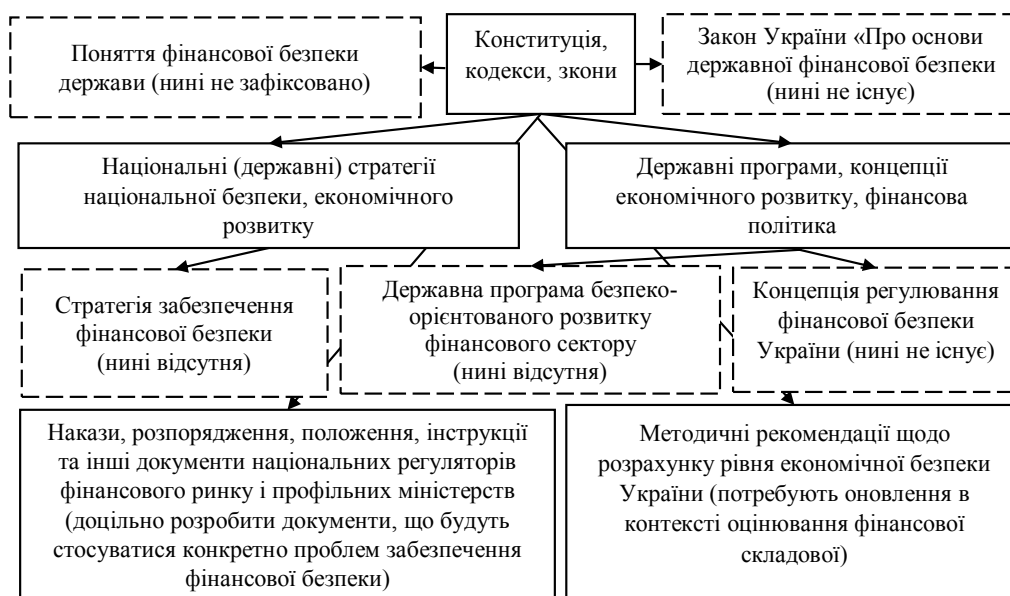 Поняття фінансової безпеки
держави (нині не зафіксовано)
Конституція,
кодекси, зкони
Закон України «Про основи
державної фінансової безпеки
(нині не існує)
Національні (державні) стратегії
національної безпеки, економічного
розвитку
Державні програми, концепції
економічного розвитку, фінансова
політика
Стратегія забезпечення
фінансової безпеки
(нині відсутня)
Державна програма безпеко-
орієнтованого розвитку
фінансового сектору
(нині відсутня)
Концепція регулювання
фінансової безпеки
України (нині не існує)
Накази, розпорядження, положення, інструкції
та інші документи національних регуляторів
фінансового ринку і профільних міністерств
(доцільно розробити документи, що будуть
стосуватися конкретно проблем забезпечення
фінансової безпеки)
Методичні рекомендації щодо
розрахунку рівня економічної безпеки
України (потребують оновлення в
контексті оцінювання фінансової
складової)